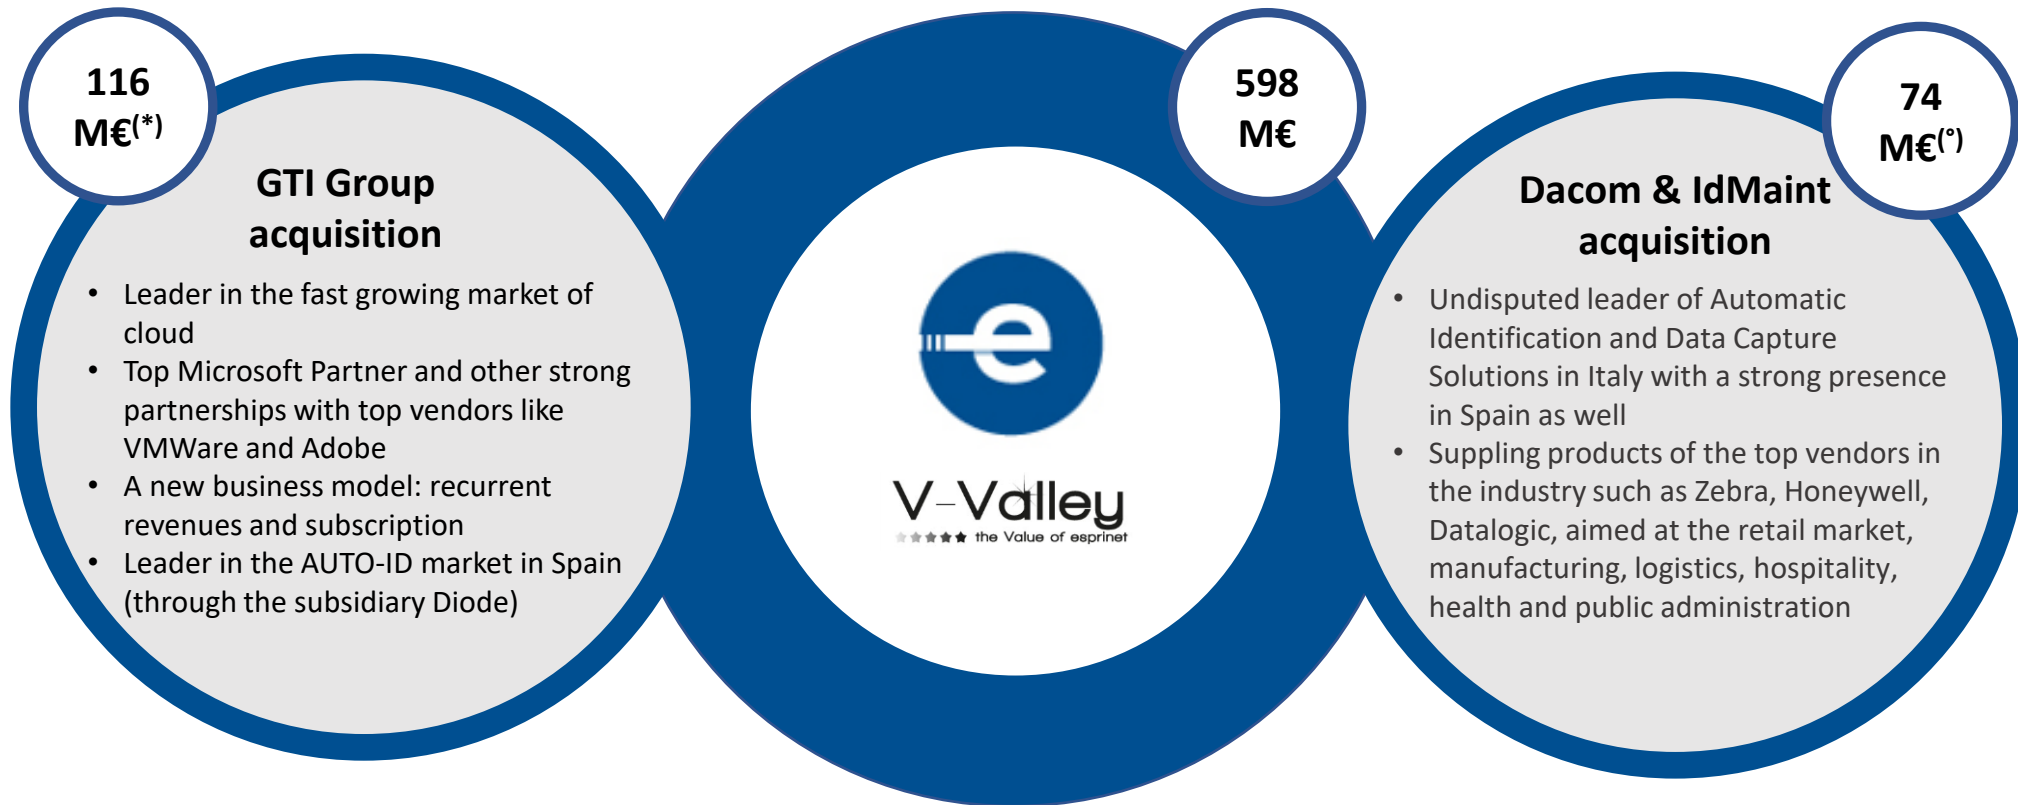 116
M€(*)
GTI Group
acquisition
• Leader in the fast growing market of
cloud
• Top Microsoft Partner and other strong
partnerships with top vendors like
VMWare and Adobe
• A new business model: recurrent
revenues and subscription
• Leader in the AUTO-ID market in Spain
(through the subsidiary Diode)
598
M€
e
V-Valley
the Value of esprinet
74
M€(°)
Dacom & IdMaint
acquisition
• Undisputed leader of Automatic
Identification and Data Capture
Solutions in Italy with a strong presence
in Spain as well
• Suppling products of the top vendors in
the industry such as Zebra, Honeywell,
Datalogic, aimed at the retail market,
manufacturing, logistics, hospitality,
health and public administration